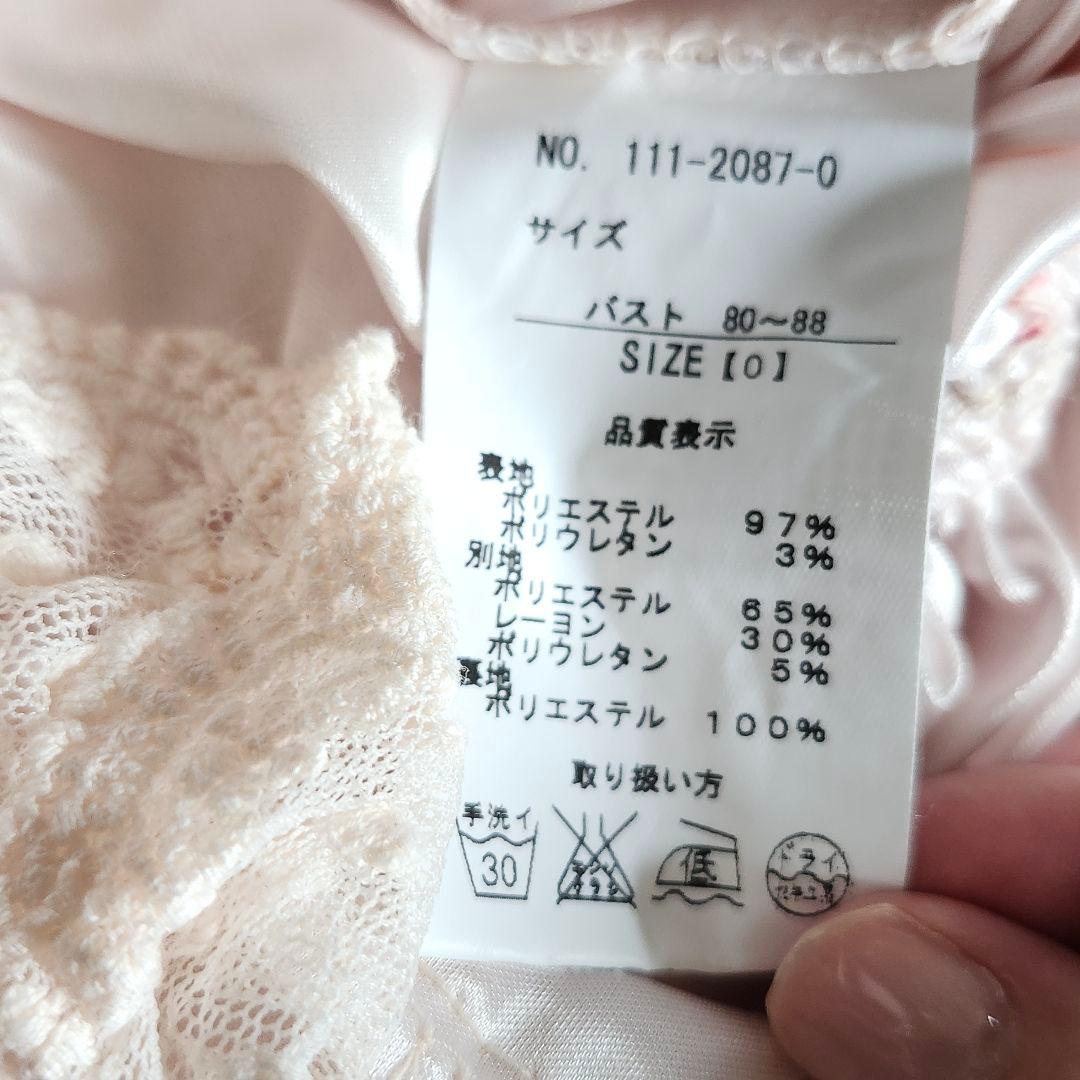 NO. 111-2087-0
サイズ
バスト 80～88
SIZE【0】
品質表示
表地
ポリエステル 97%
ポリウレタン 3%
別地
ポリエステル 65%
レーヨン 30%
ポリウレタン 5%
裏地
ポリエステル 100%
取り扱い方
手洗イ
30
低
ドライ